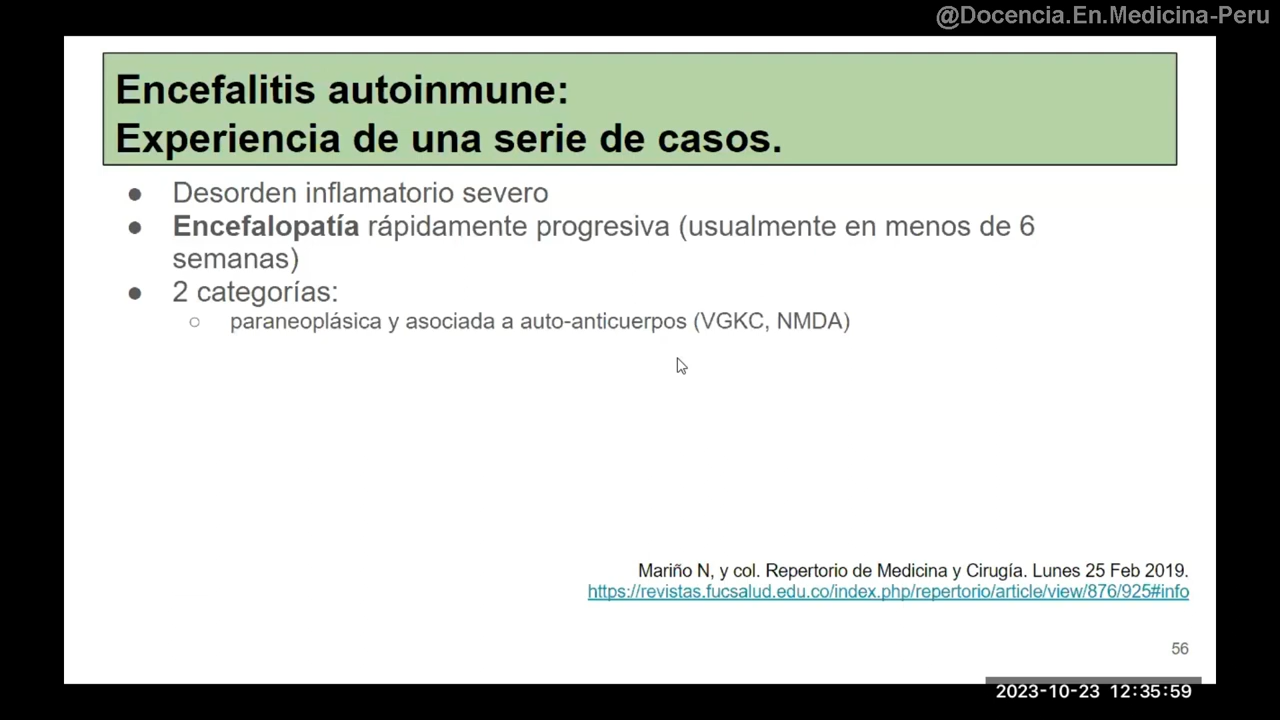 @Docencia.En.Medicina-Peru
Encefalitis autoinmune:
Experiencia de una serie de casos.
● Desorden inflamatorio severo
● Encefalopatía rápidamente progresiva (usualmente en menos de 6
semanas)
● 2 categorías:
○ paraneoplásica y asociada a auto-anticuerpos (VGKC, NMDA)
Mariño N, y col. Repertorio de Medicina y Cirugía. Lunes 25 Feb 2019.
https://revistas.fucsalud.edu.co/index.php/repertorio/article/view/876/925#info
56
2023-10-23 12:35:59